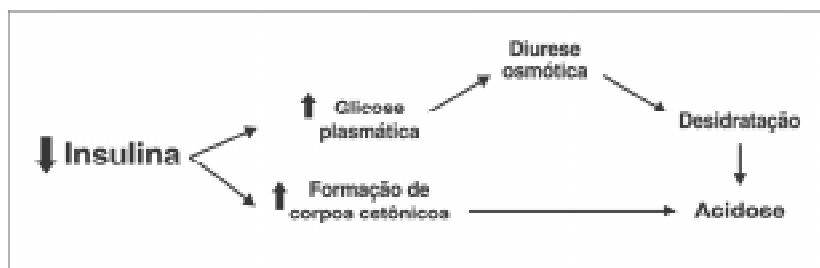 Diurese
osmótica
Glicose
plasmática
Desidratação
Insulina
Formação de
corpos cetônicos
Acidose